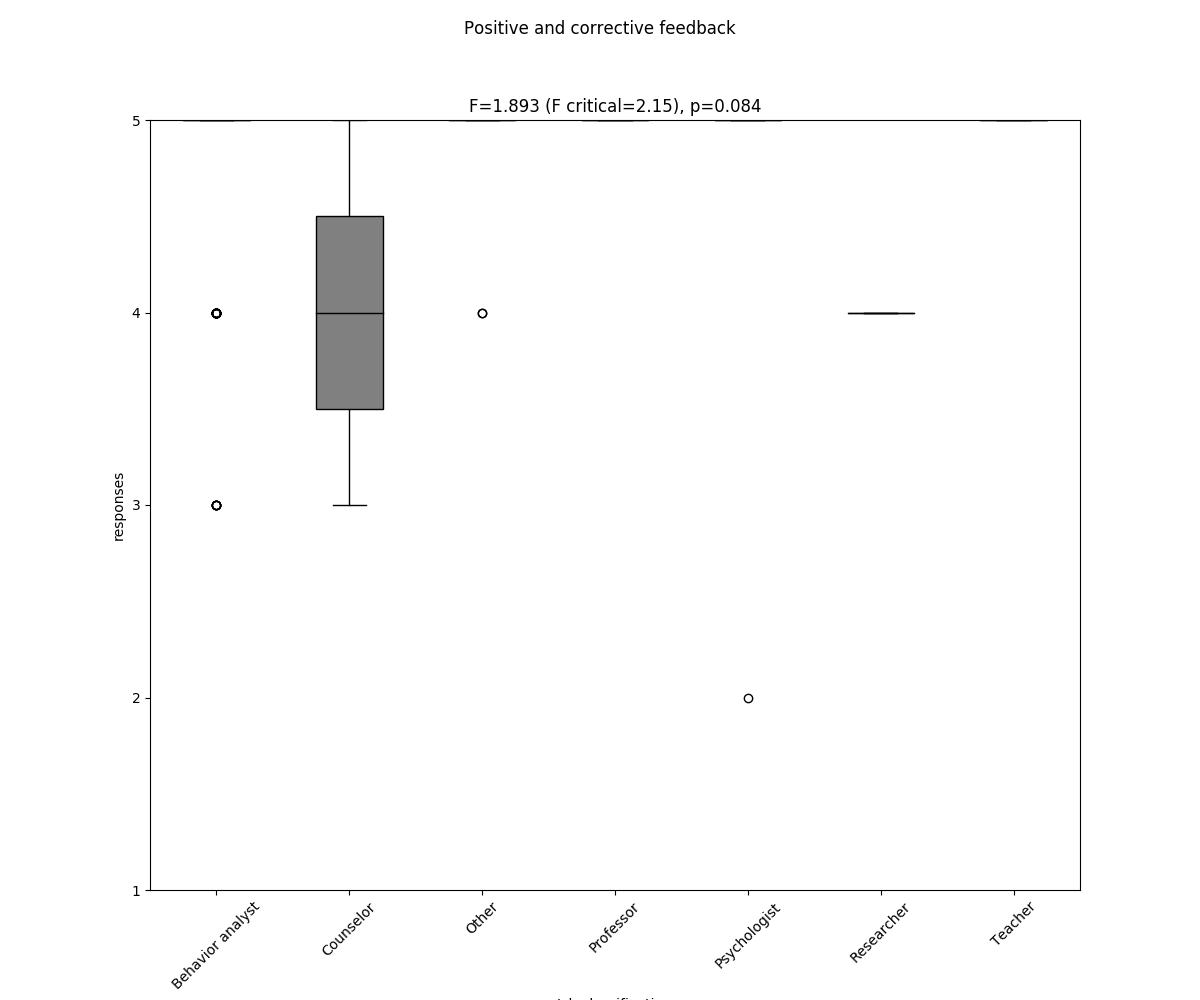 Positive and corrective feedback
F=1.893 (F critical=2.15), p=0.084
5
4
3
2
1
responses
Behavior analyst
Counselor
Other
Professor
Psychologist
Researcher
Teacher